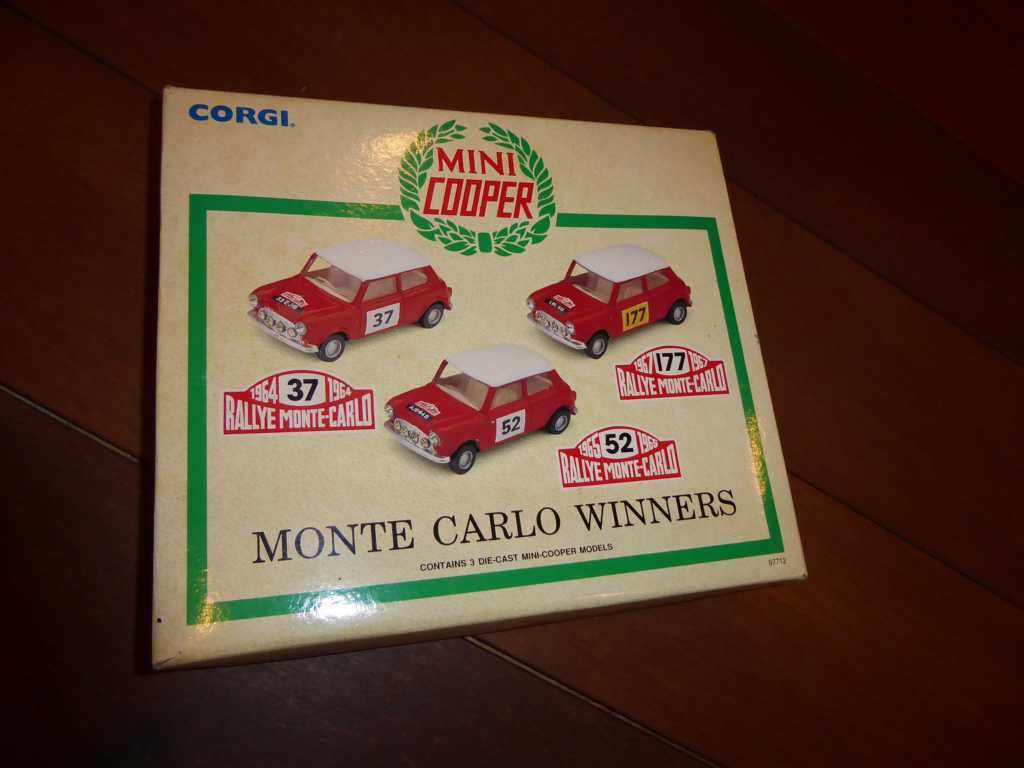 CORGI.
MINI
COOPER
37
177
1964 37 1964
RALLYE MONTE-CARLO
1967 177 1967
RALLYE MONTE-CARLO
52
1965 52 1965
RALLYE MONTE-CARLO
MONTE CARLO WINNERS
CONTAINS 3 DIE-CAST MINI-COOPER MODELS
97712